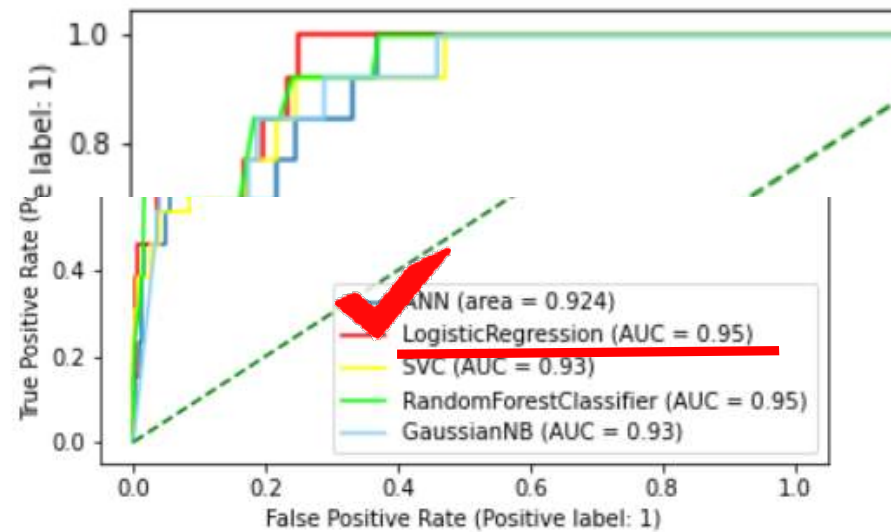 1.0
0.8
e label: 1)
True Positive Rate (Po
0.4
0.2
0.0
ANN (area = 0.924)
LogisticRegression (AUC = 0.95)
SVC (AUC = 0.93)
RandomForestClassifier (AUC = 0.95)
GaussianNB (AUC = 0.93)
0.0 0.2 0.4 0.6 0.8 1.0
False Positive Rate (Positive label: 1)